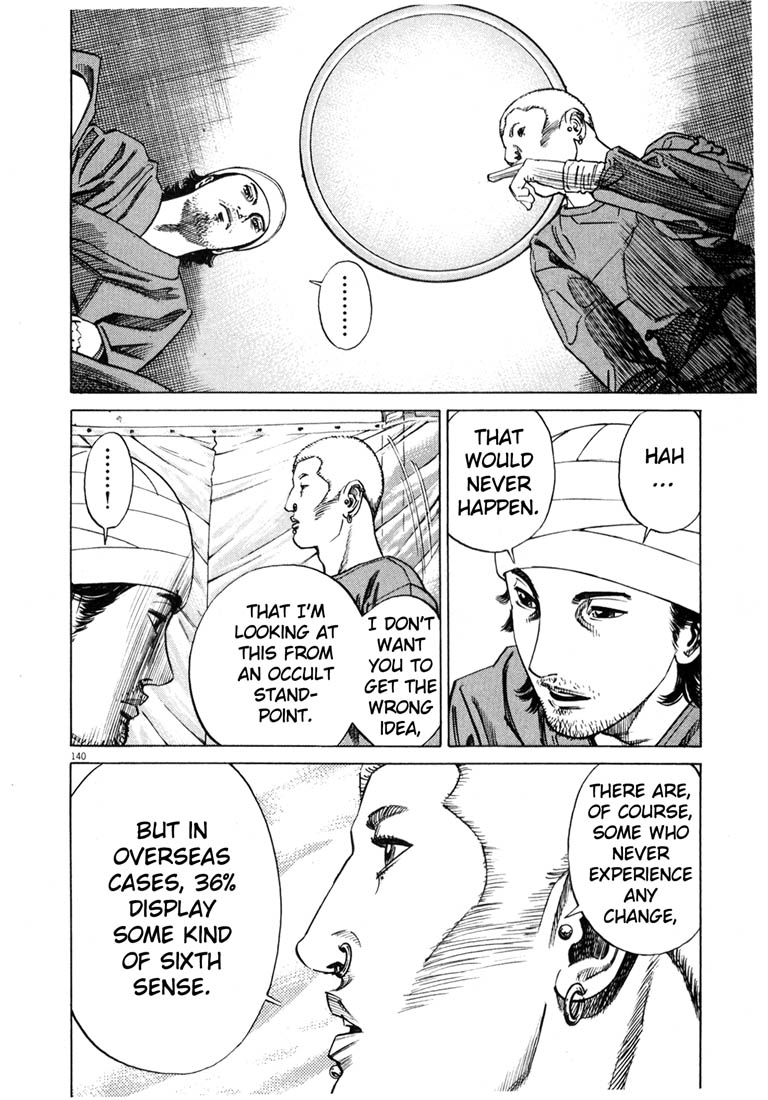 ......
HAH
...
THAT
WOULD
NEVER
HAPPEN.
I DON'T
WANT
YOU TO
GET THE
WRONG
IDEA,
THAT I'M
LOOKING AT
THIS FROM
AN OCCULT
STAND-
POINT.
.....!
140
THERE ARE,
OF COURSE,
SOME WHO
NEVER
EXPERIENCE
ANY
CHANGE,
BUT IN
OVERSEAS
CASES, 36%
DISPLAY
SOME KIND
OF SIXTH
SENSE.